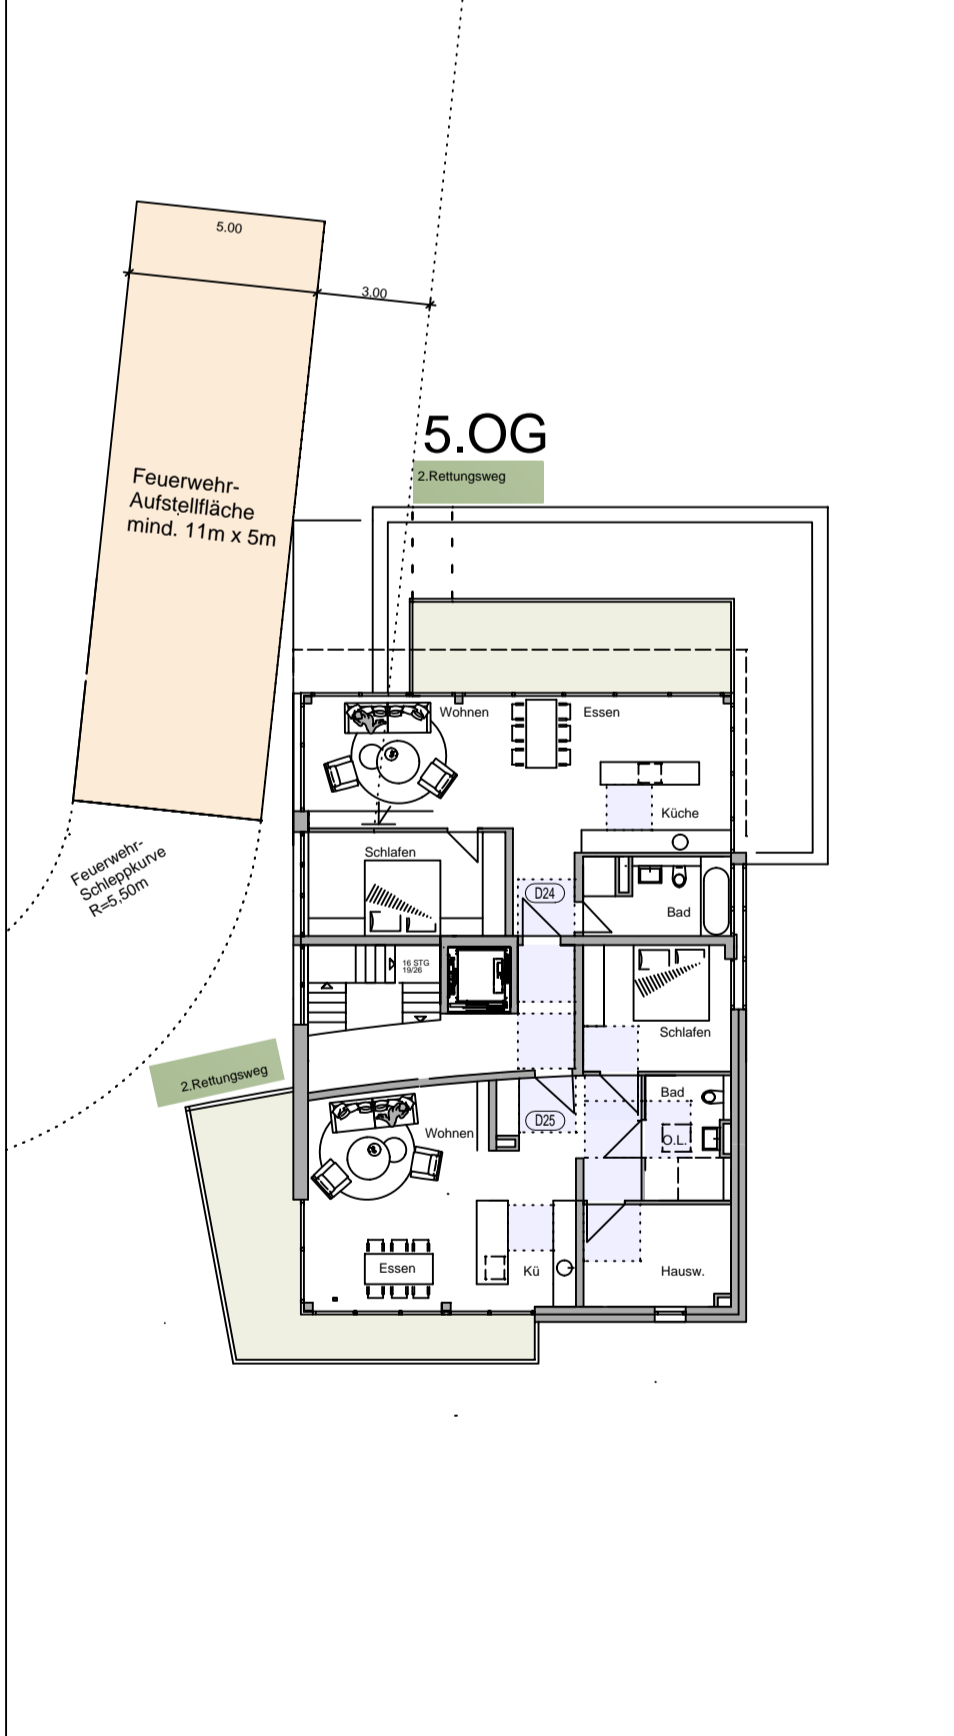 5.00
3.00
5.OG
2.Rettungsweg
Feuerwehr-
Aufstellfläche
mind. 11m x 5m
Wohnen
Essen
Küche
Feuerwehr-
Schleppkurve
R=5,50m
Schlafen
D24
Bad
16 STG
19/26
Schlafen
2.Rettungsweg
Bad
D25
Wohnen
O.L.
Essen
Kü
Hausw.